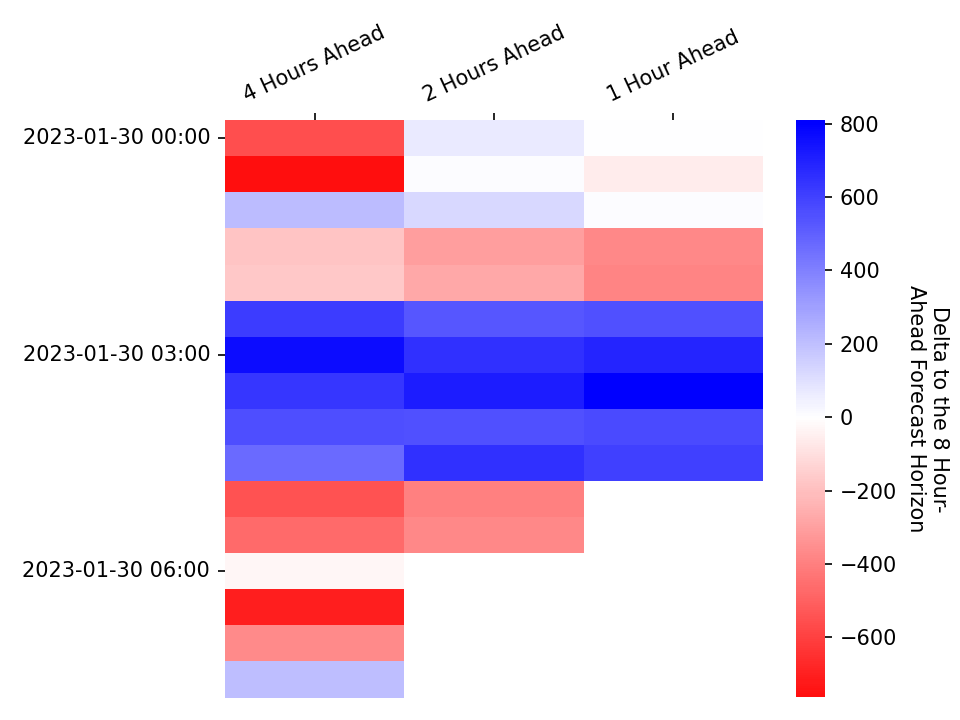 4 Hours Ahead
2 Hours Ahead
1 Hour Ahead
2023-01-30 00:00
2023-01-30 03:00
2023-01-30 06:00
800
600
400
200
0
−200
−400
−600
Delta to the 8 Hour-
Ahead Forecast Horizon